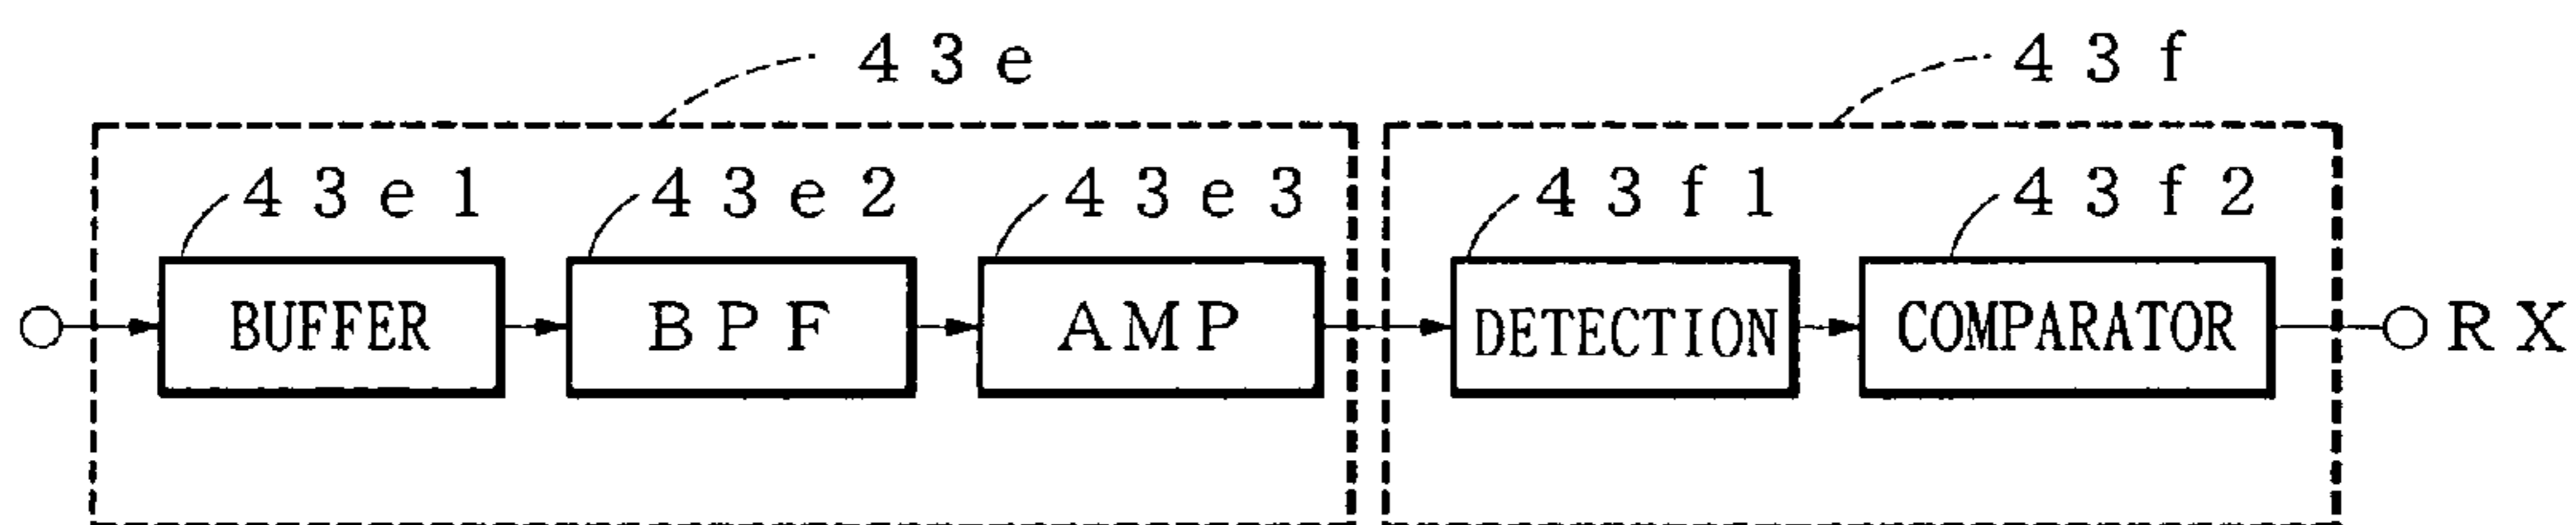 43e 43f
43e1 43e2 43e3 43f1 43f2
BUFFER BPF AMP DETECTION COMPARATOR RX